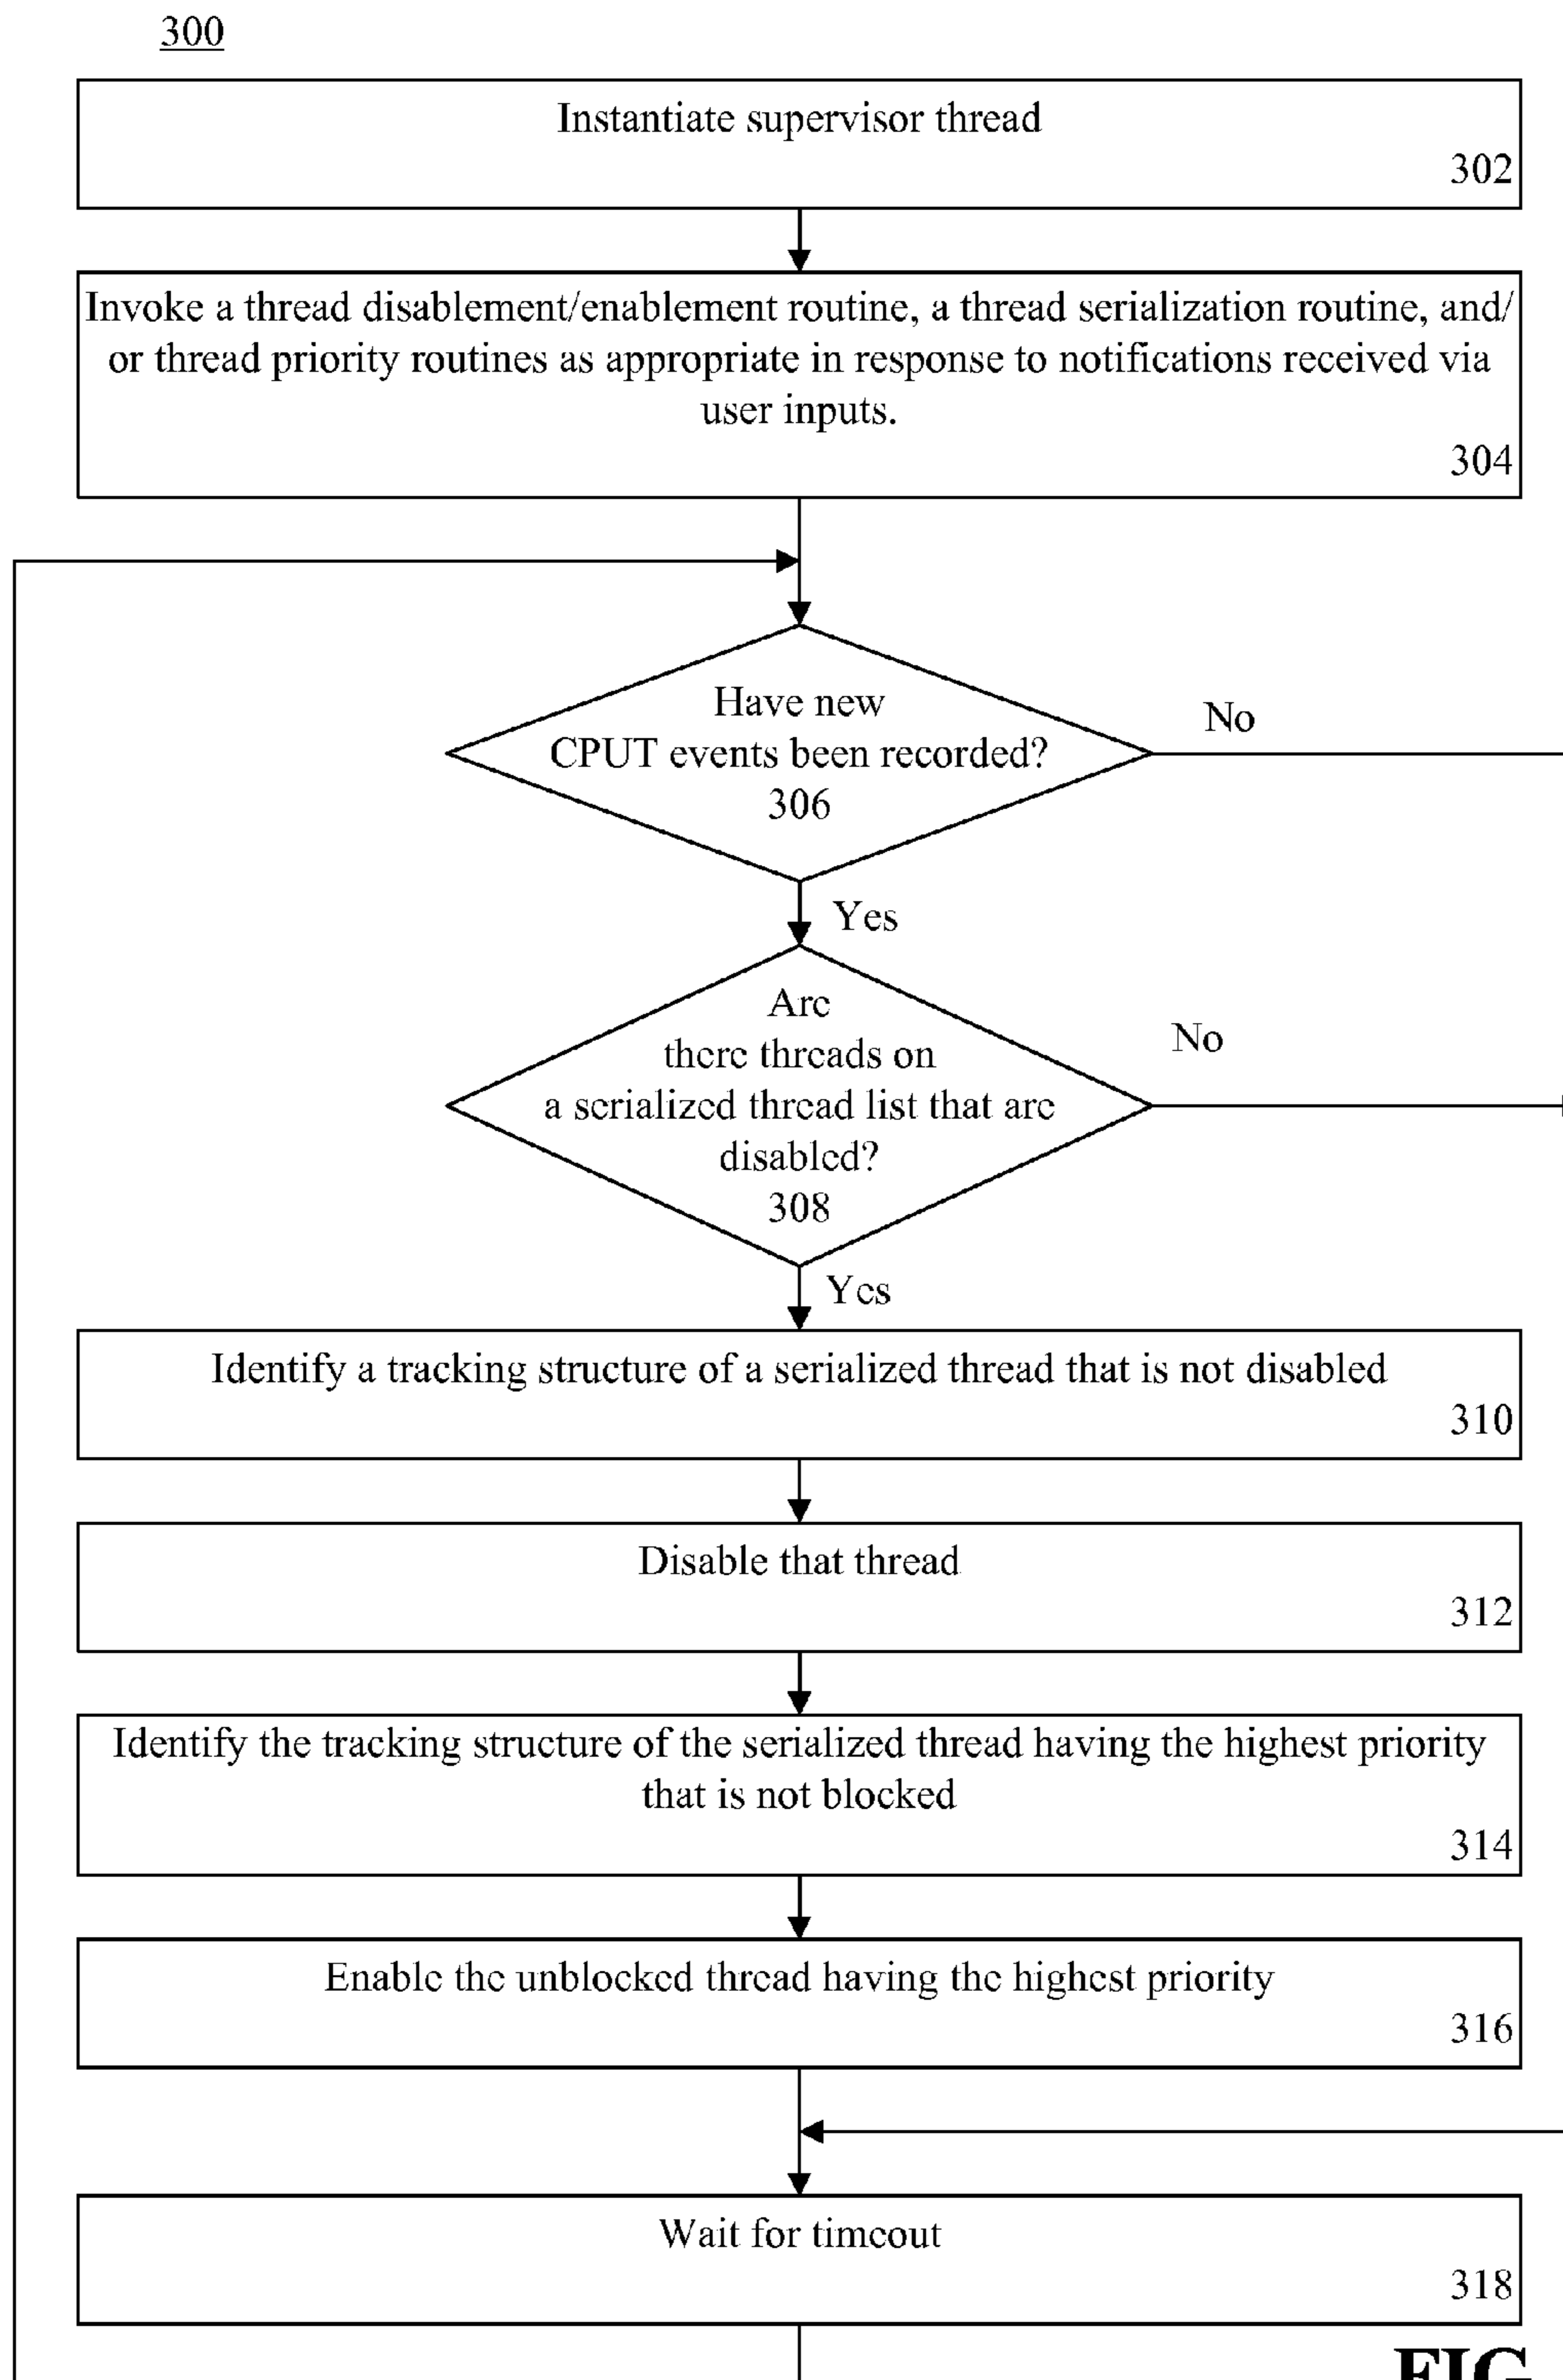 300
Instantiate supervisor thread
302
Invoke a thread disablement/enablement routine, a thread serialization routine, and/
or thread priority routines as appropriate in response to notifications received via
user inputs.
304
Have new
CPUT events been recorded?
306
No
Yes
Are
there threads on
a serialized thread list that are
disabled?
308
No
Yes
Identify a tracking structure of a serialized thread that is not disabled
310
Disable that thread
312
Identify the tracking structure of the serialized thread having the highest priority
that is not blocked
314
Enable the unblocked thread having the highest priority
316
Wait for timeout
318
FIG